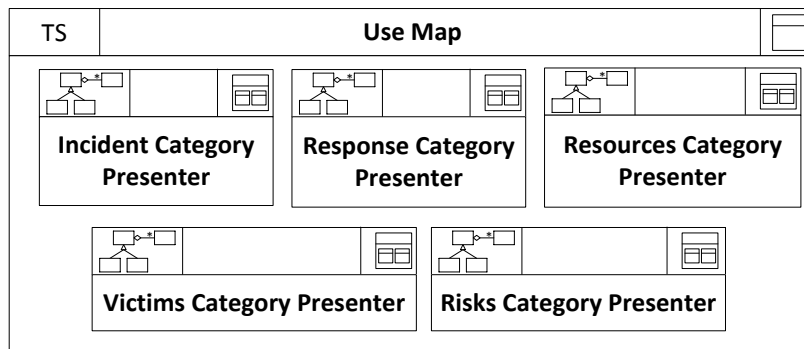 TS
Use Map
Incident Category
Presenter
Response Category
Presenter
Resources Category
Presenter
Victims Category Presenter
Risks Category Presenter